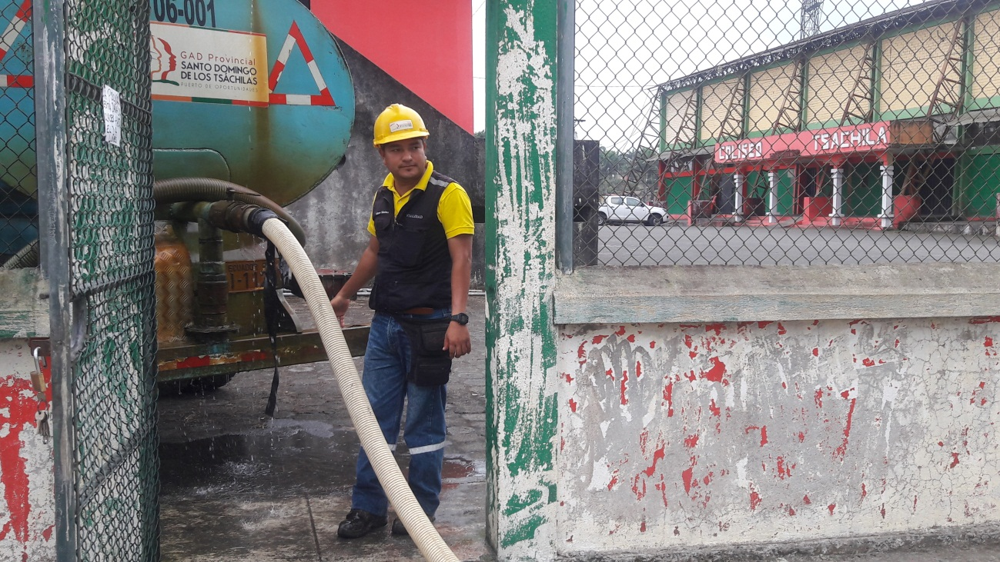 06-001
GAD Provincial
SANTO DOMINGO
DE LOS TSÁCHILAS
PUERTO DE OPORTUNIDADES
COLISEO TSACHILA